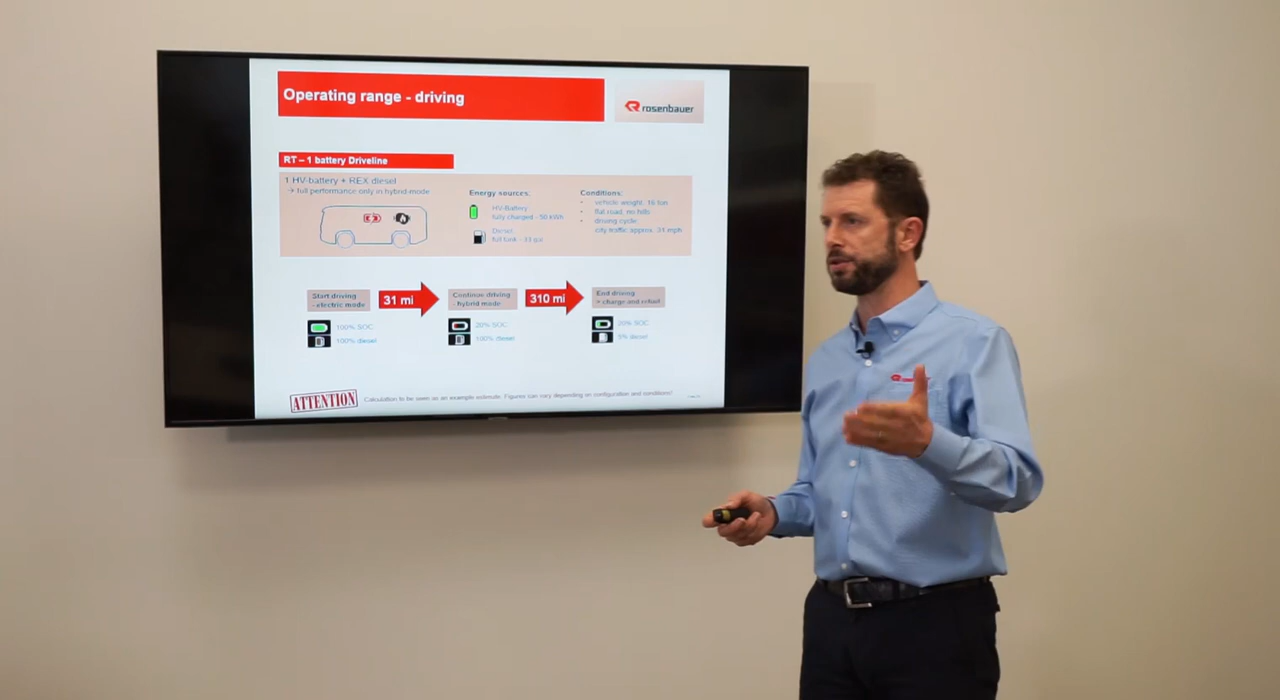 Operating range - driving
rosenbauer
RT – 1 battery Driveline
1 HV-battery + REX diesel
→ full performance only in hybrid mode
Energy sources:
HV-Battery
fully charged - 50 kWh
Diesel
full tank - 33 gal
Conditions:
• vehicle weight: 16 ton
• flat road, no hills
• driving cycle:
city traffic approx. 31 mph
Start driving
- electric mode
31 mi
Continue driving
- hybrid mode
310 mi
End driving
> charge and refuel
100% SOC
100% diesel
20% SOC
100% diesel
20% SOC
5% diesel
ATTENTION
Calculation to be seen as an example estimate. Figures can vary depending on configuration and conditions!